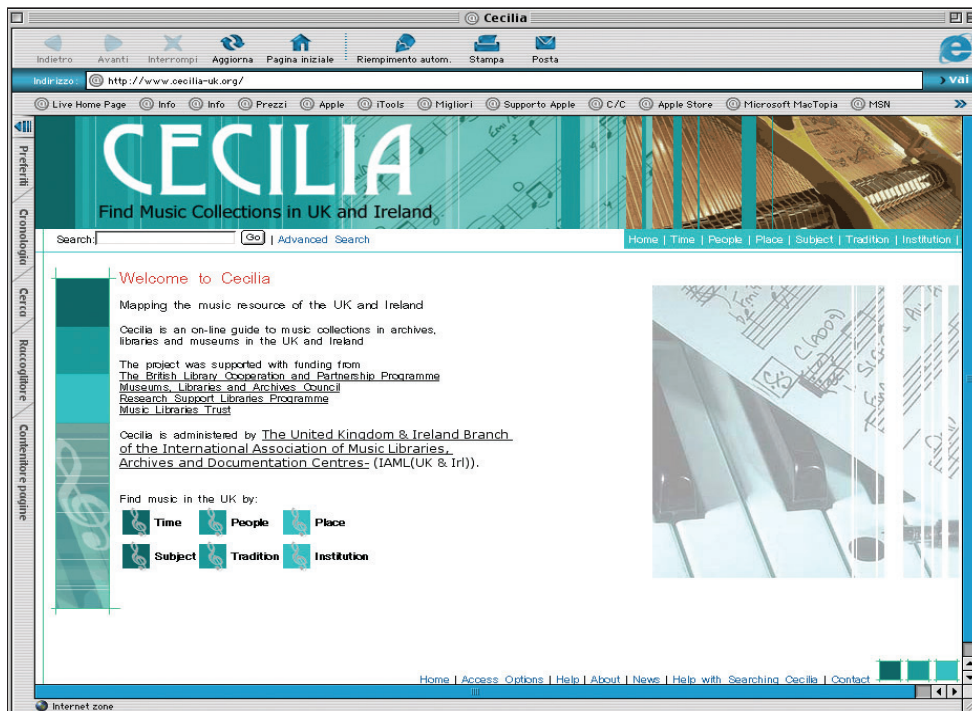 @ Cecilia
Indietro Avanti Interrompi Aggiorna Pagina iniziale Riempimento autom. Stampa Posta
Indirizzo: @ http://www.cecilia-uk.org/ vai
@ Live Home Page @ Info @ Info @ Prezzi @ Apple @ iTools @ Migliori @ Supporto Apple @ C/C @ Apple Store @ Microsoft MacTopia @ MSN
Preferiti
Cronologia
Cerca
Raccoglitore
Contenitore pagine
CECILIA
Find Music Collections in UK and Ireland
Search: Go | Advanced Search
Home | Time | People | Place | Subject | Tradition | Institution |
Welcome to Cecilia
Mapping the music resource of the UK and Ireland
Cecilia is an on-line guide to music collections in archives,
libraries and museums in the UK and Ireland
The project was supported with funding from
The British Library Cooperation and Partnership Programme
Museums, Libraries and Archives Council
Research Support Libraries Programme
Music Libraries Trust
Cecilia is administered by The United Kingdom & Ireland Branch
of the International Association of Music Libraries,
Archives and Documentation Centres- (IAML(UK & Irl)).
Find music in the UK by:
Time People Place
Subject Tradition Institution
Home | Access Options | Help | About | News | Help with Searching Cecilia | Contact
Internet zone